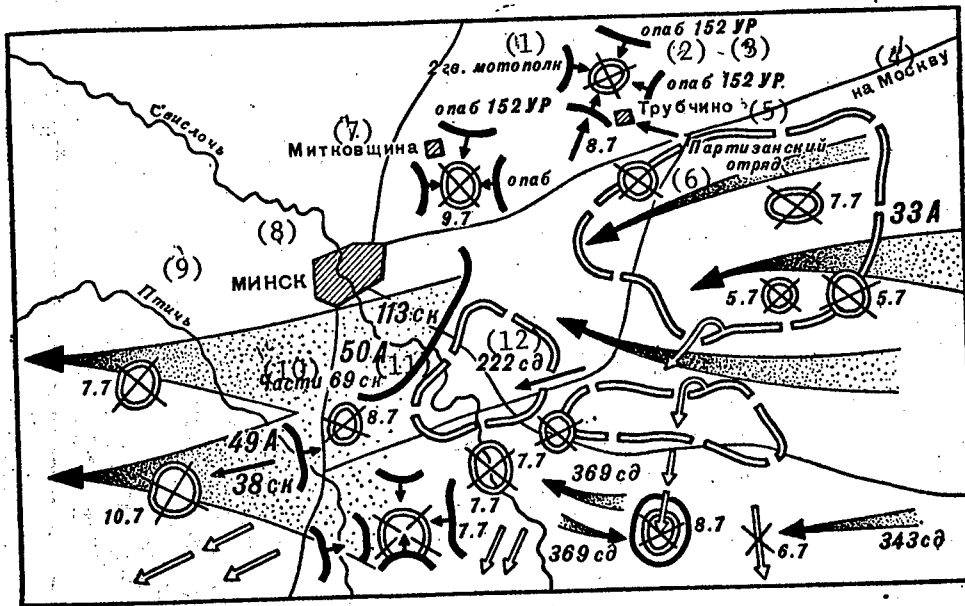 (1)
опаб 152 УР
(2) - (3)
(4)
на Москву
2 гв. мотополк
опаб 152 УР.
опаб 152 УР
Трубчино
(5)
Свислочь
(7)
Митковщина
8.7
Партизанский
отряд
(6)
опаб
7.7
9.7
33 А
(8)
(9)
МИНСК
Птичь
5.7
5.7
113 ск
50 А
(12)
222 сд
(10)
(11)
части 69 ск
7.7
8.7
49 А
38 ск
7.7
369 сд
7.7
10.7
7.7
369 сд
8.7
6.7
343 сд